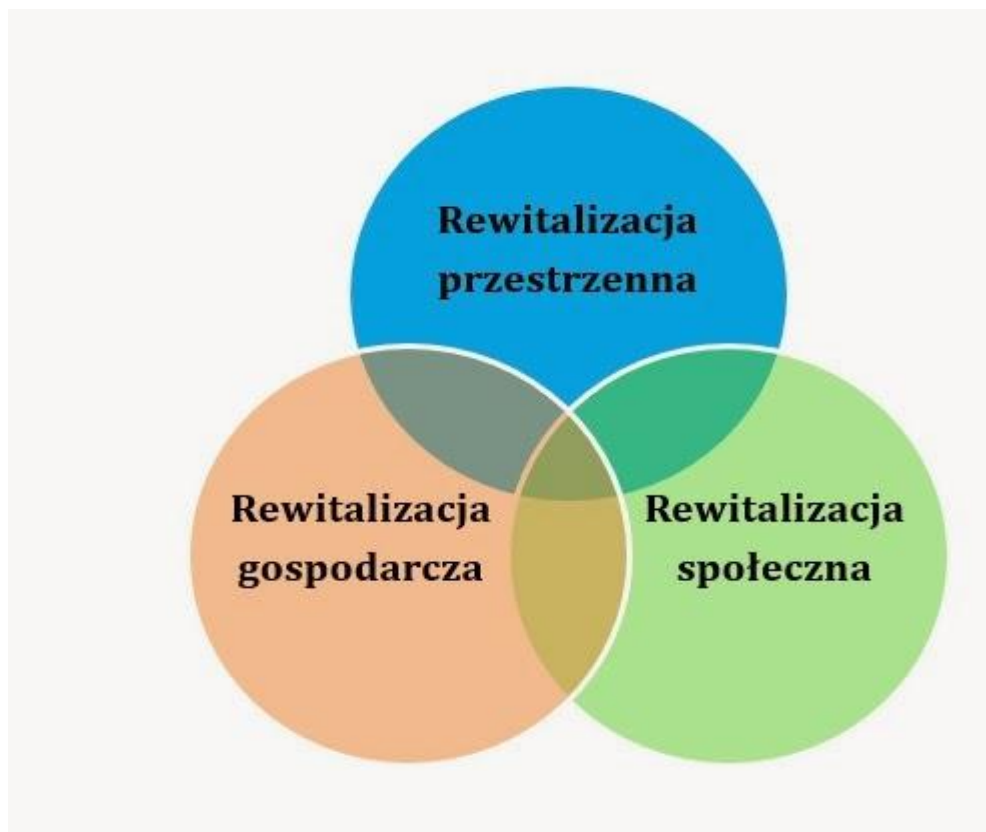 Rewitalizacja
przestrzenna
Rewitalizacja
gospodarcza
Rewitalizacja
społeczna